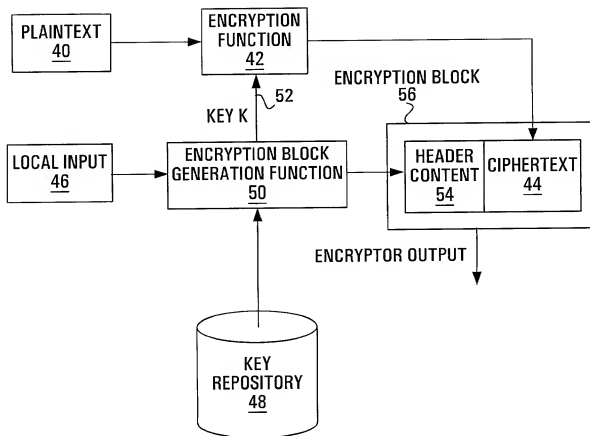 PLAINTEXT
40
ENCRYPTION
FUNCTION
42
52
KEY K
ENCRYPTION BLOCK
56
LOCAL INPUT
46
ENCRYPTION BLOCK
GENERATION FUNCTION
50
HEADER
CONTENT
54
CIPHERTEXT
44
ENCRYPTOR OUTPUT
KEY
REPOSITORY
48